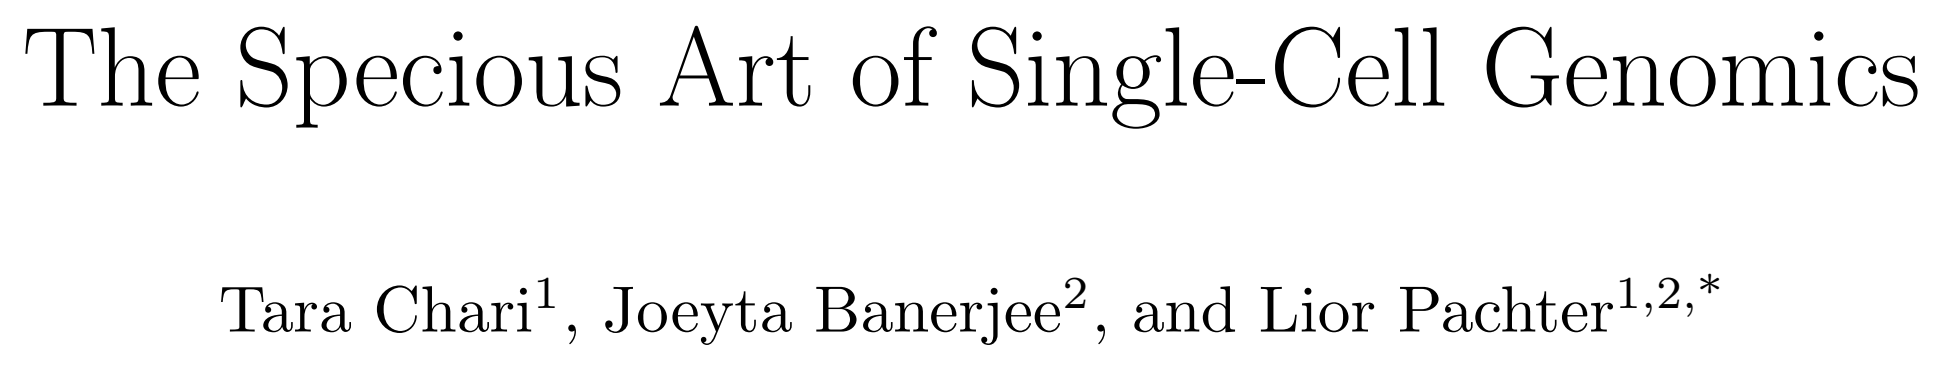 The Specious Art of Single-Cell Genomics
Tara Chari¹, Joeyta Banerjee², and Lior Pachter¹,²,*